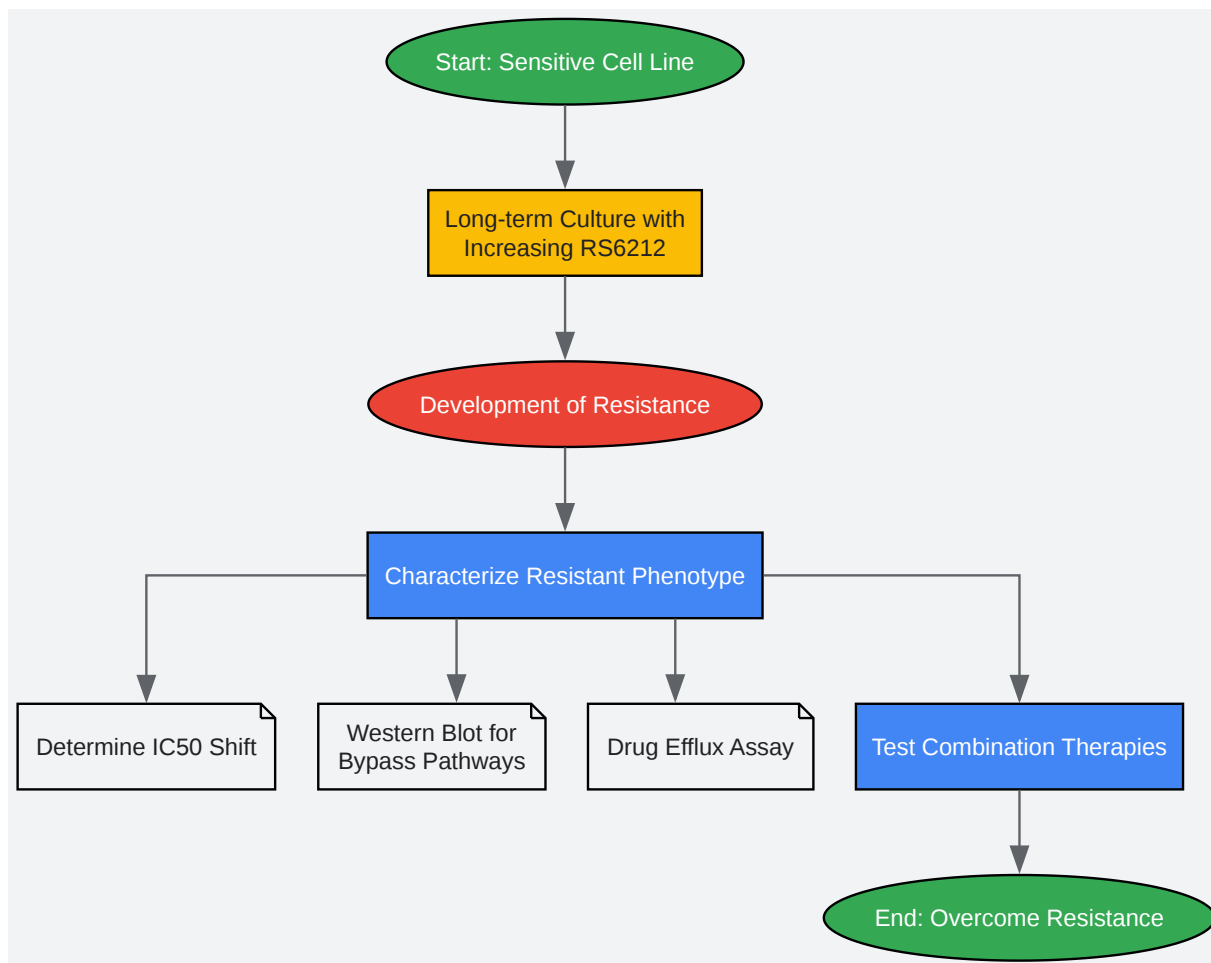 Start: Sensitive Cell Line
Long-term Culture with
Increasing RS6212
Development of Resistance
Characterize Resistant Phenotype
Determine IC50 Shift
Western Blot for
Bypass Pathways
Drug Efflux Assay
Test Combination Therapies
End: Overcome Resistance